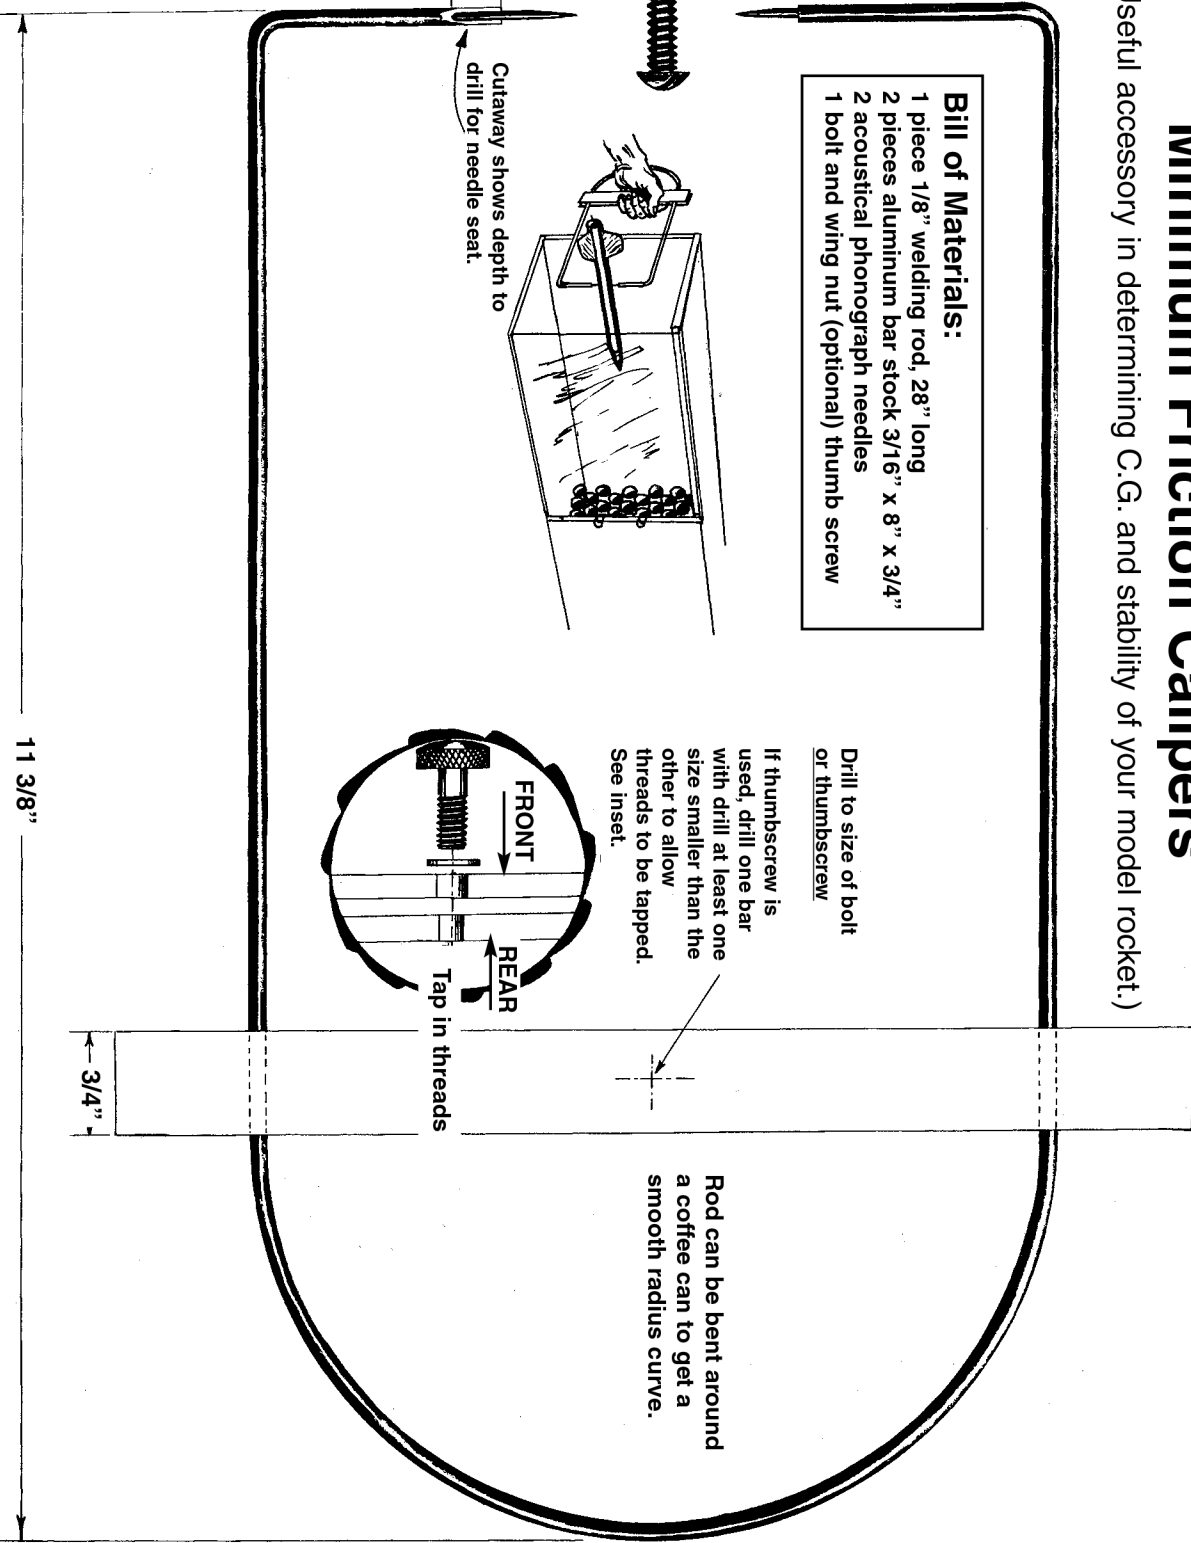 Minimum Friction Calipers
Useful accessory in determining C.G. and stability of your model rocket.)
Bill of Materials:
1 piece 1/8” welding rod, 28” long
2 pieces aluminum bar stock 3/16” x 8” x 3/4”
2 acoustical phonograph needles
1 bolt and wing nut (optional) thumb screw
Cutaway shows depth to
drill for needle seat.
Drill to size of bolt
or thumbscrew
If thumbscrew is
used, drill one bar
with drill at least one
size smaller than the
other to allow
threads to be tapped.
See inset.
FRONT
REAR
Tap in threads
Rod can be bent around
a coffee can to get a
smooth radius curve.
3/4”
11 3/8”